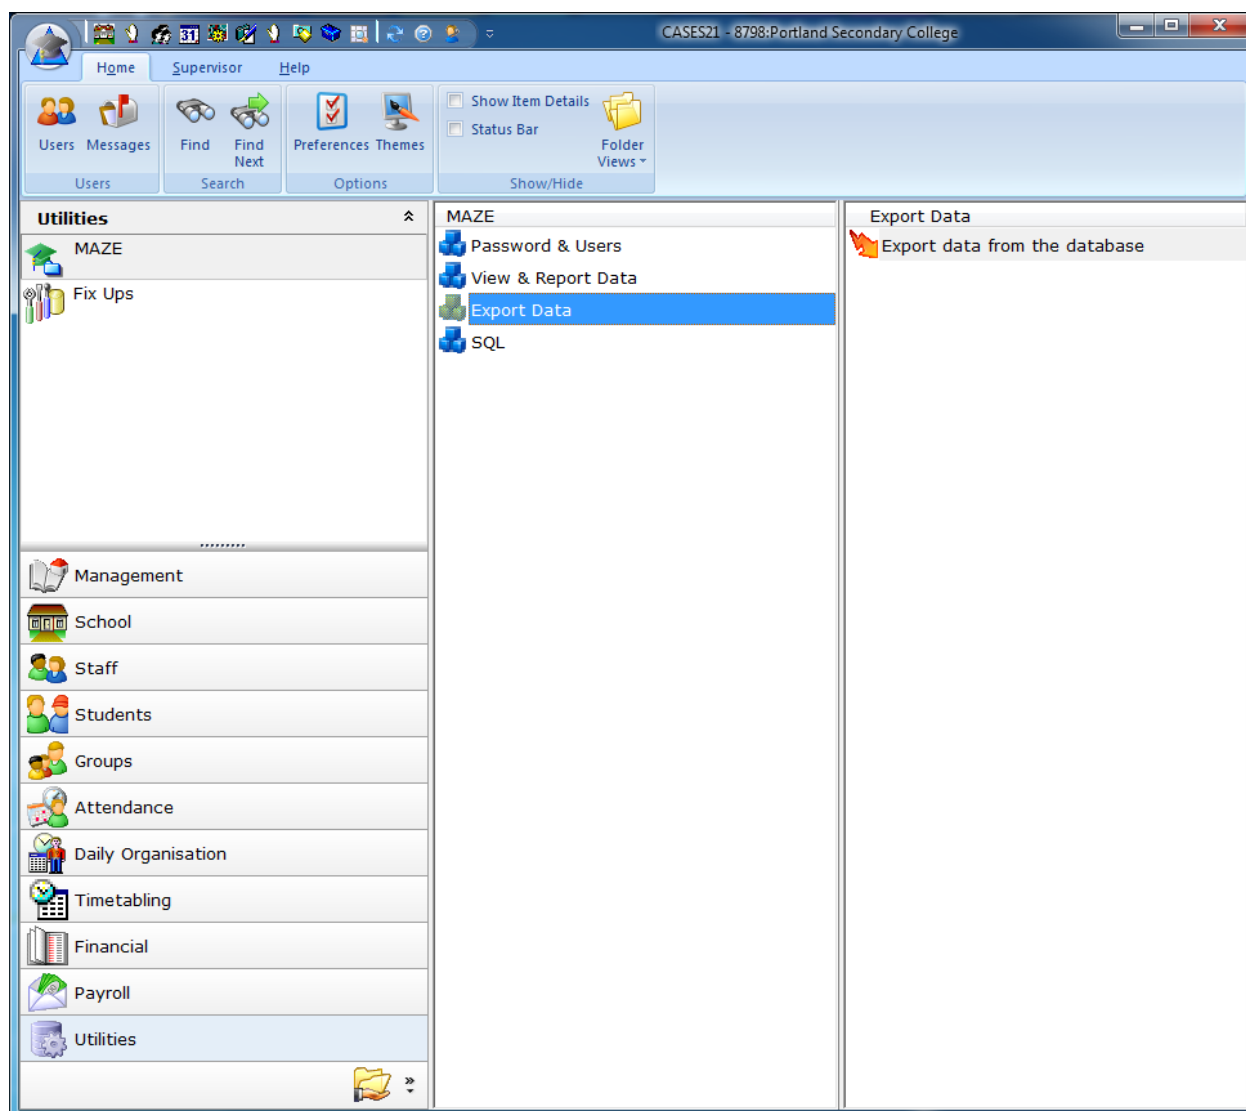 31
CASES21 - 8798:Portland Secondary College
Home Supervisor Help
Users Messages Find Find Next Preferences Themes
Show Item Details
Status Bar
Folder Views
Users Search Options Show/Hide
Utilities
MAZE
Fix Ups
Management
School
Staff
Students
Groups
Attendance
Daily Organisation
Timetabling
Financial
Payroll
Utilities
MAZE
Password & Users
View & Report Data
Export Data
SQL
Export Data
Export data from the database